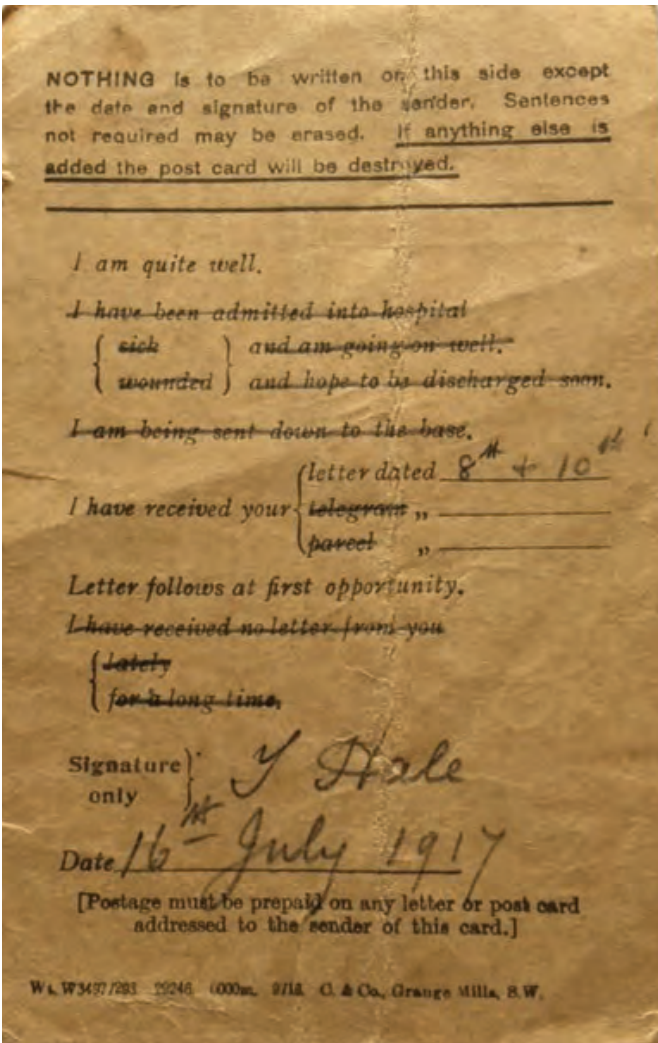 NOTHING is to be written on this side except
the date and signature of the sender. Sentences
not required may be erased. If anything else is
added the post card will be destroyed.
I am quite well.
I have been admitted into hospital
sick and am going on well.
wounded and hope to be discharged soon.
I am being sent down to the base.
letter dated 8th + 10th
I have received your telegram „
parcel „
Letter follows at first opportunity.
I have received no letter from you
lately
for a long time.
Signature only
T Hale
Date 16th July 1917
[Postage must be prepaid on any letter or post card
addressed to the sender of this card.]
Wt. W3497/293 29246 6000m. 9/16 C. & Co., Grange Mills, S.W.